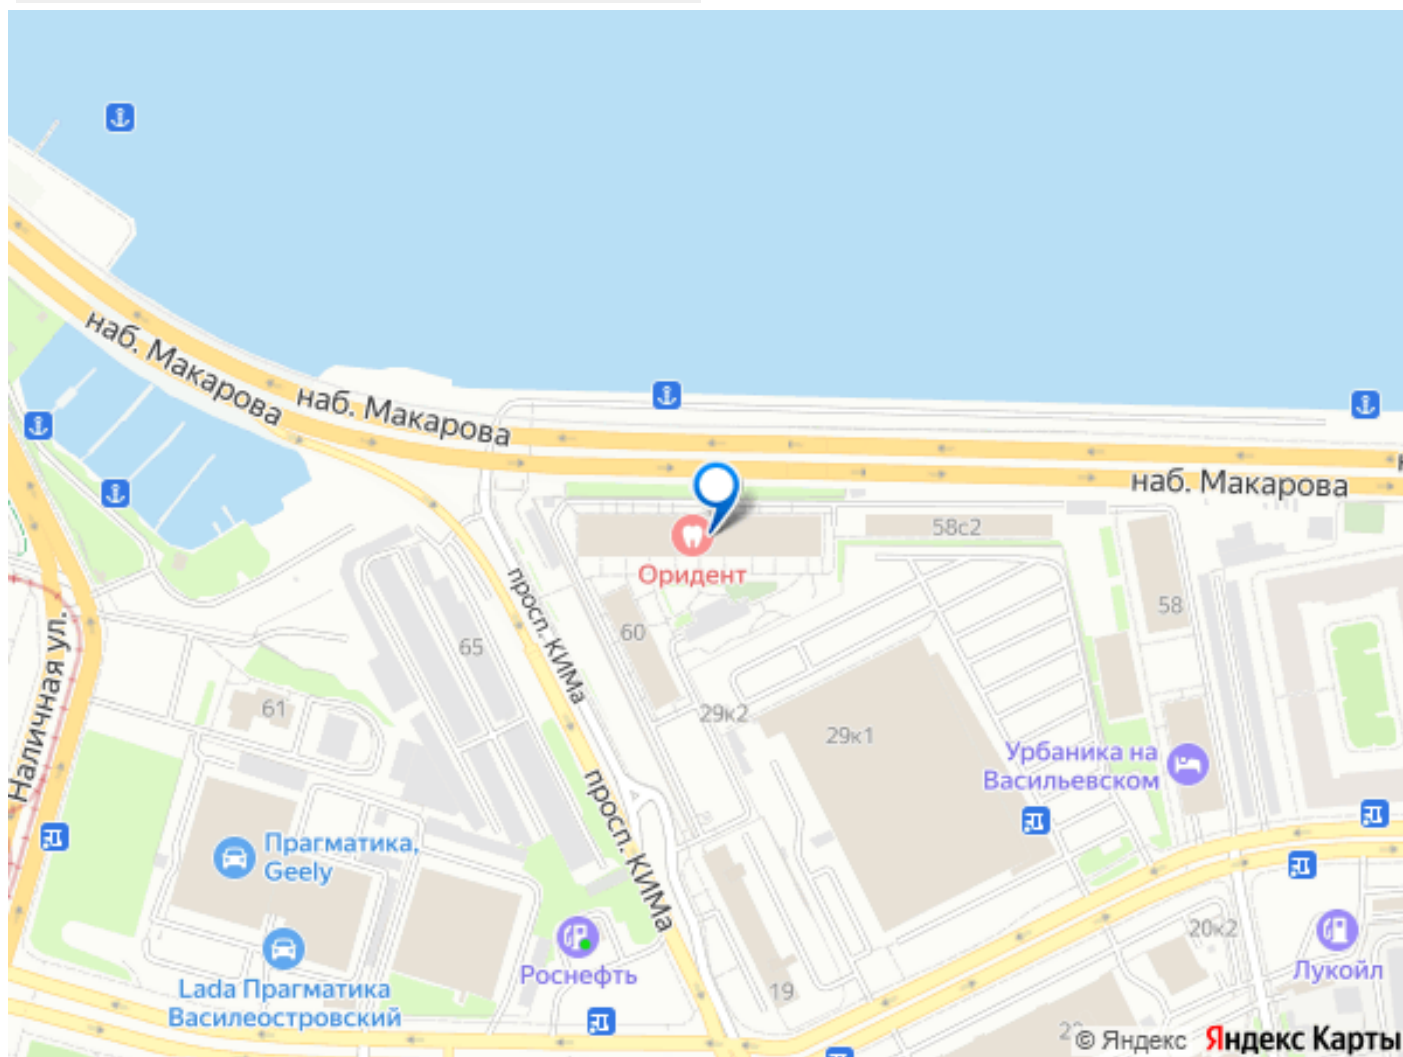 наб. Макарова
наб. Макарова
наб. Макарова
58с2
Оридент
просп. КИМа
60
58
65
Наличная ул.
61
29к2
29к1
Урбаника на
Васильевском
просп. КИМа
Прагматика,
Geely
20к2
Роснефть
Лукойл
19
Lada Прагматика
Василеостровский
© Яндекс Яндекс Карты